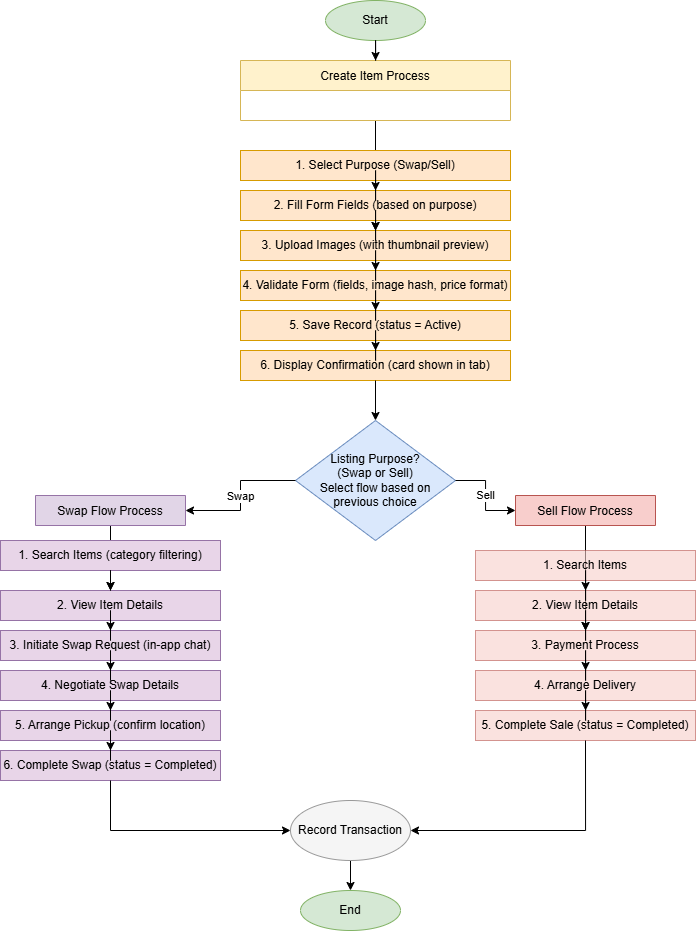 Start
Create Item Process
1. Select Purpose (Swap/Sell)
2. Fill Form Fields (based on purpose)
3. Upload Images (with thumbnail preview)
4. Validate Form (fields, image hash, price format)
5. Save Record (status = Active)
6. Display Confirmation (card shown in tab)
Listing Purpose?
(Swap or Sell)
Select flow based on
previous choice
Swap
Sell
Swap Flow Process
1. Search Items (category filtering)
2. View Item Details
3. Initiate Swap Request (in-app chat)
4. Negotiate Swap Details
5. Arrange Pickup (confirm location)
6. Complete Swap (status = Completed)
Sell Flow Process
1. Search Items
2. View Item Details
3. Payment Process
4. Arrange Delivery
5. Complete Sale (status = Completed)
Record Transaction
End